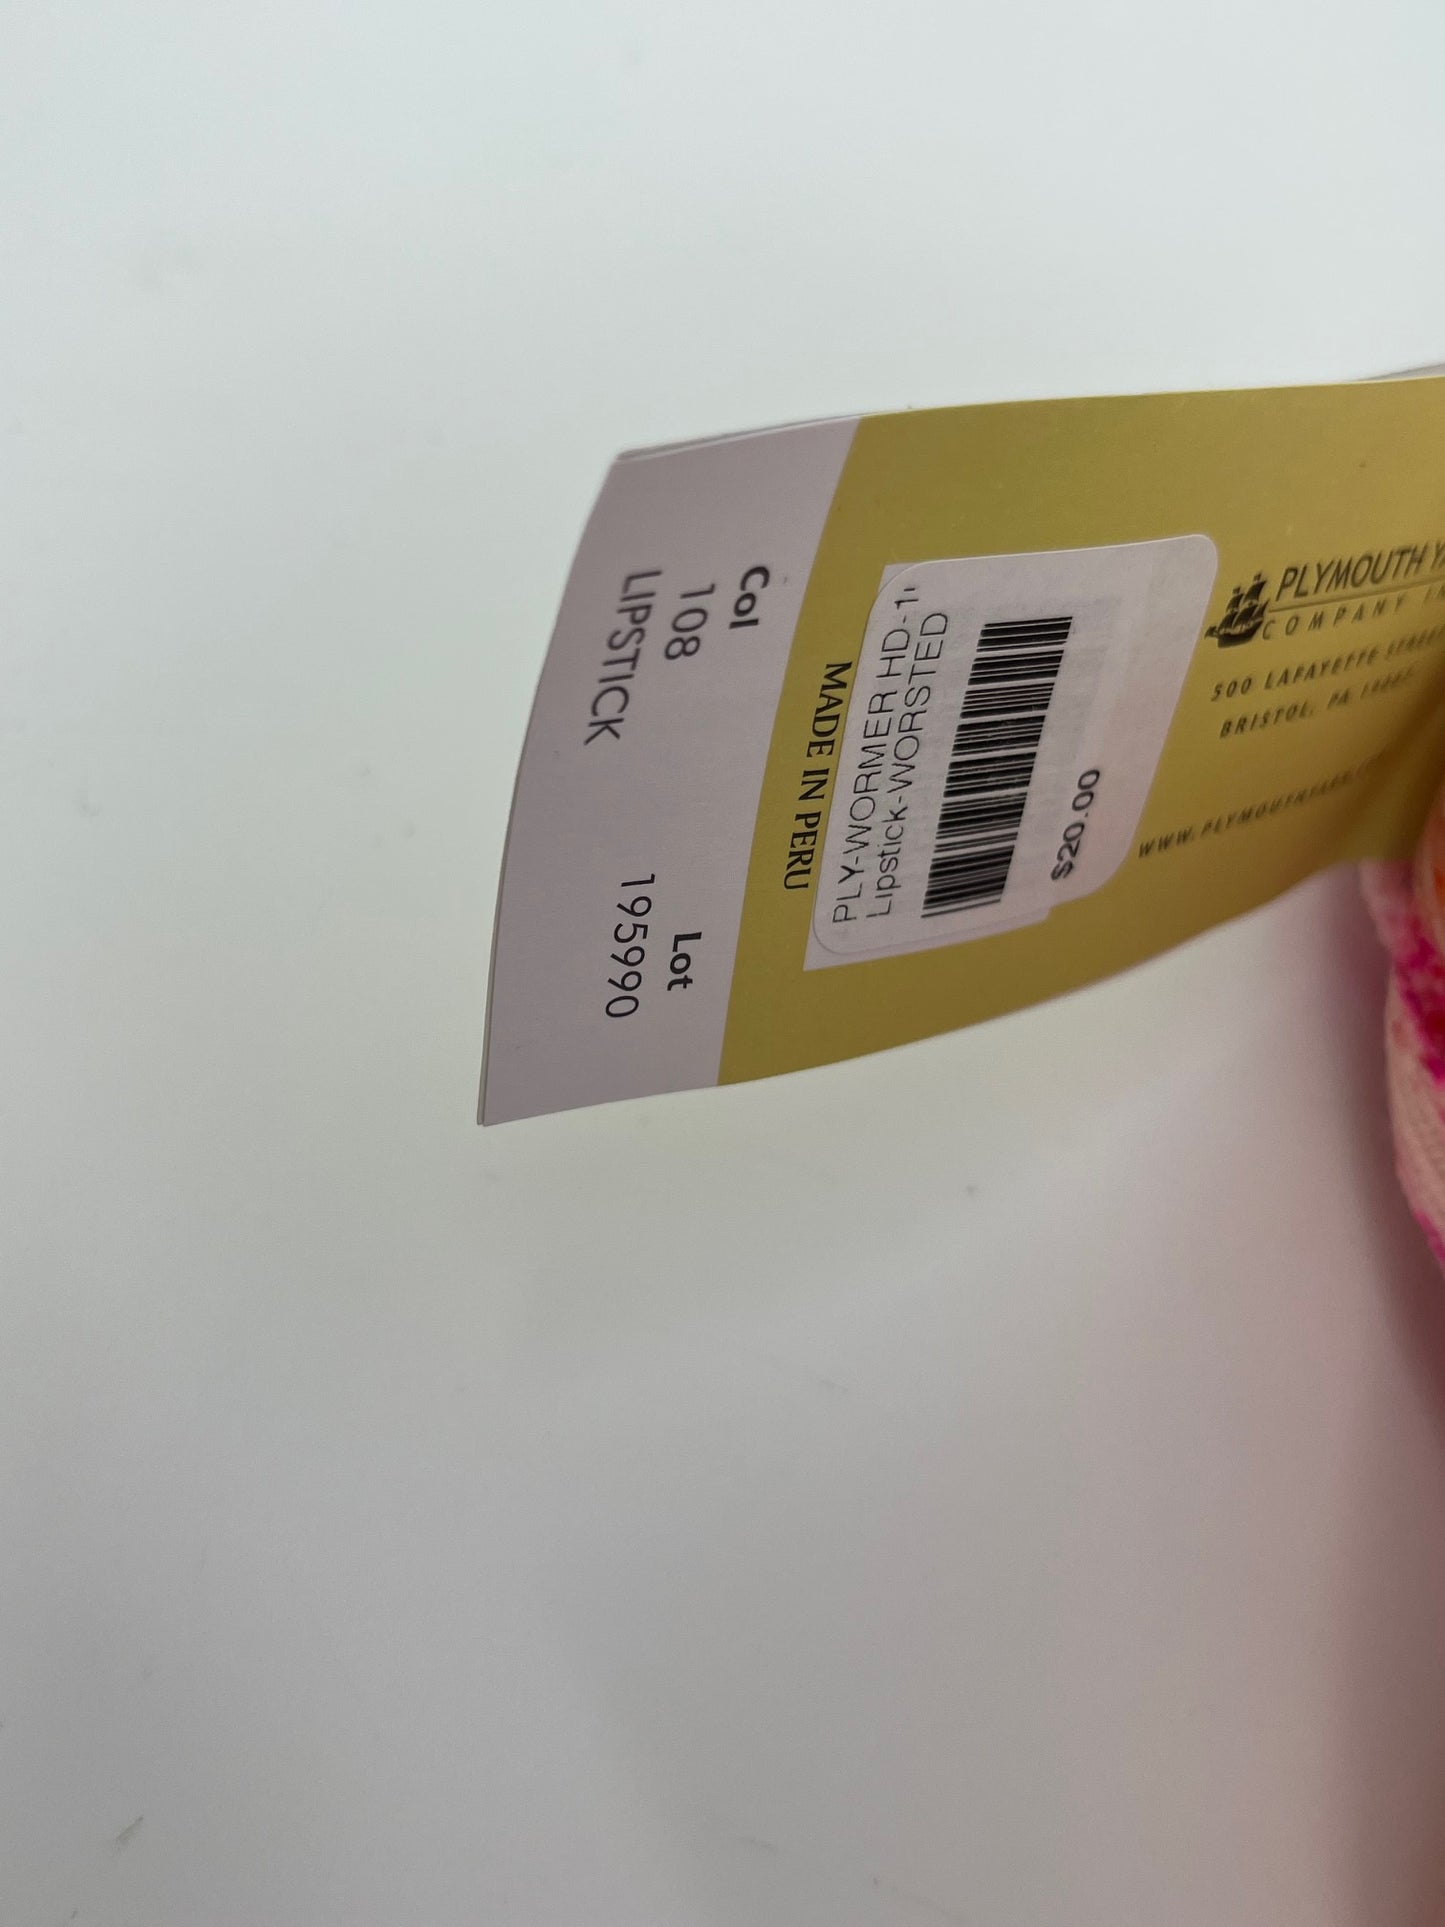 Col
108
LIPSTICK
Lot
195990
MADE IN PERU
PLY-WORMER HD-1
Lipstick-WORSTED
$20.00
PLYMOUTH
COMPANY
500 LAFAYETTE STREET
BRISTOL, PA